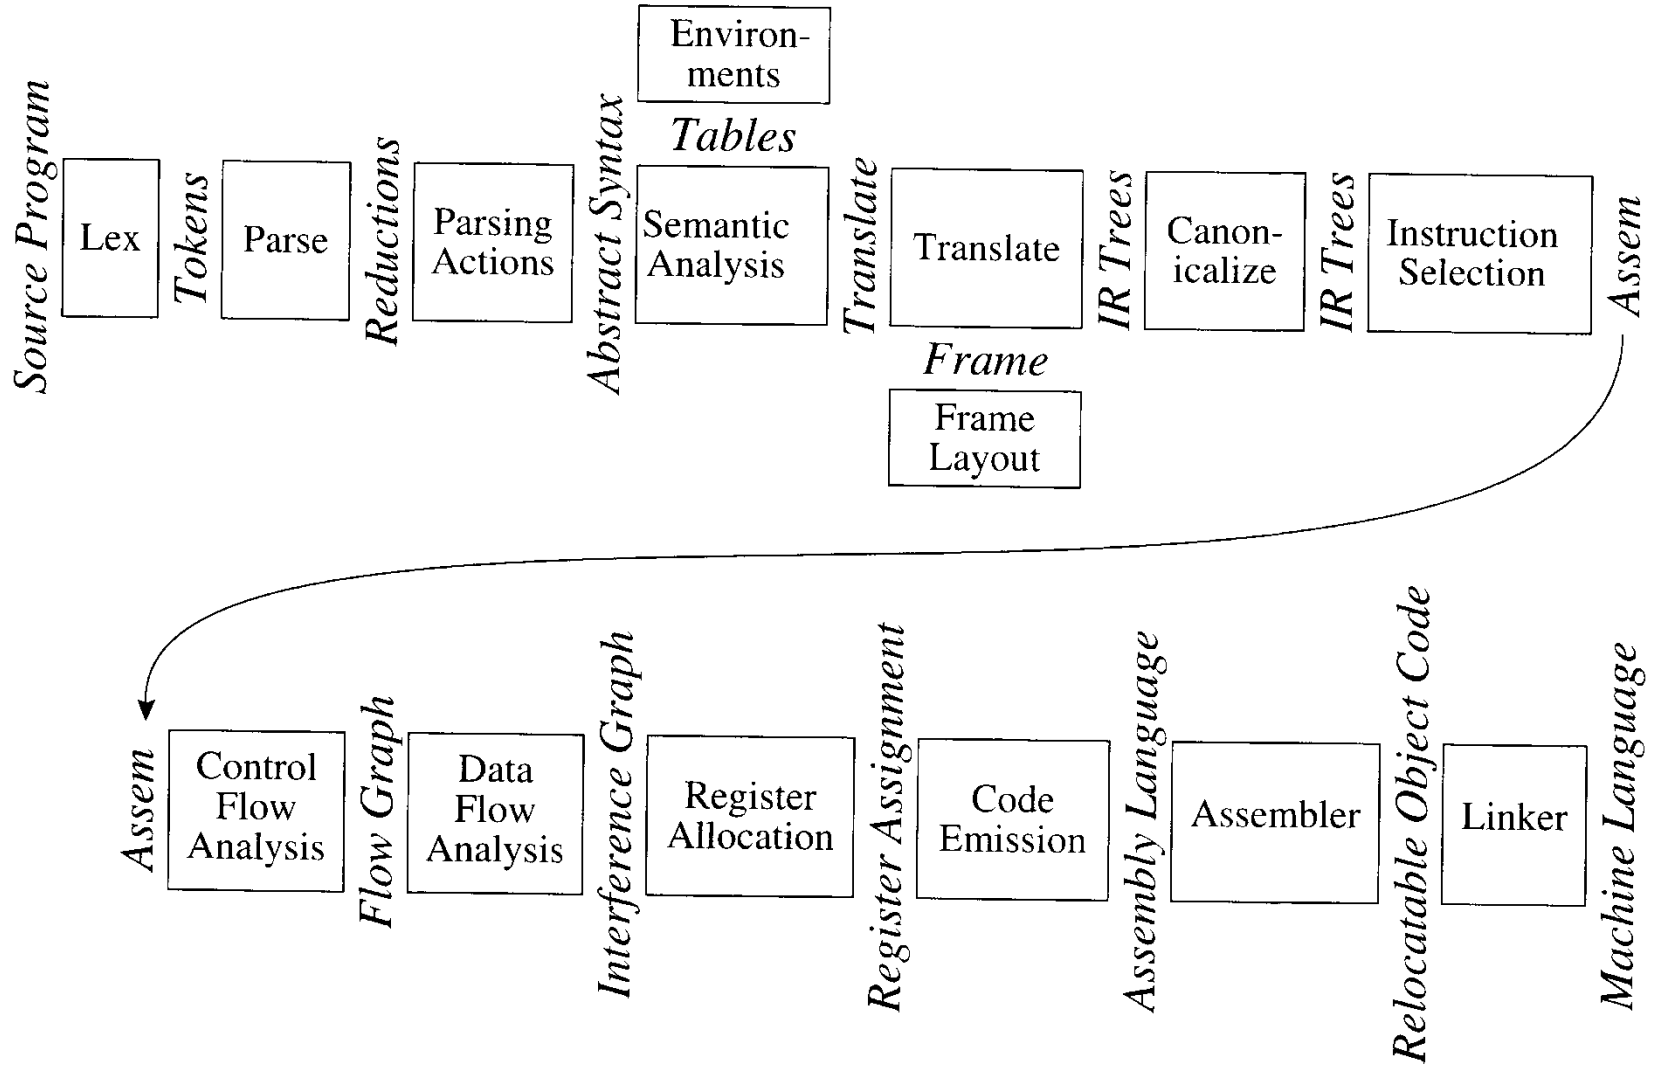 Environ-
ments
Tables
Source Program
Lex
Tokens
Parse
Reductions
Parsing
Actions
Abstract Syntax
Semantic
Analysis
Translate
Translate
Frame
Frame
Layout
IR Trees
Canon-
icalize
IR Trees
Instruction
Selection
Assem
Assem
Control
Flow
Analysis
Flow Graph
Data
Flow
Analysis
Interference Graph
Register
Allocation
Register Assignment
Code
Emission
Assembly Language
Assembler
Relocatable Object Code
Linker
Machine Language